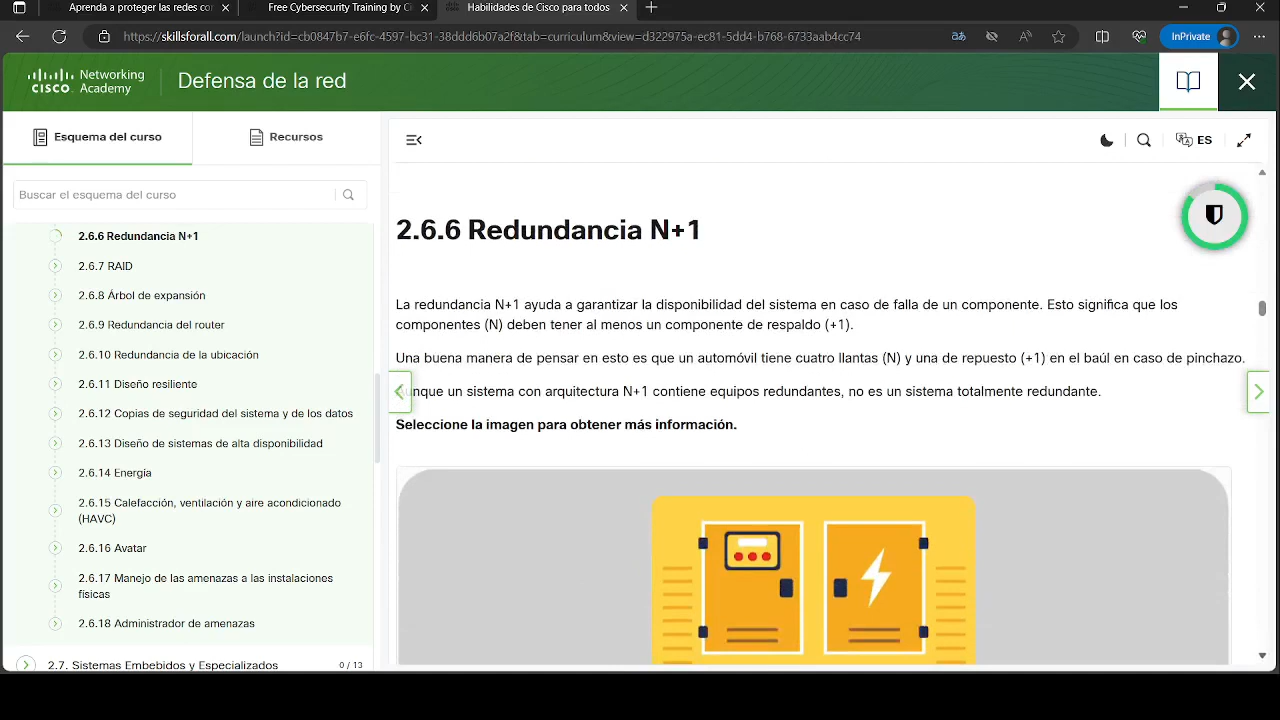 Aprenda a proteger las redes cor
Free Cybersecurity Training by Ci
Habilidades de Cisco para todos
https://skillsforall.com/launch?id=cb0847b7-e6fc-4597-bc31-38ddd6b07a2f&tab=curriculum&view=d322975a-ec81-5dd4-b768-6733aab4cc74
InPrivate
cisco Networking Academy
Defensa de la red
Esquema del curso
Recursos
ES
Buscar el esquema del curso
2.6.6 Redundancia N+1
2.6.7 RAID
2.6.8 Árbol de expansión
2.6.9 Redundancia del router
2.6.10 Redundancia de la ubicación
2.6.11 Diseño resiliente
2.6.12 Copias de seguridad del sistema y de los datos
2.6.13 Diseño de sistemas de alta disponibilidad
2.6.14 Energía
2.6.15 Calefacción, ventilación y aire acondicionado
(HAVC)
2.6.16 Avatar
2.6.17 Manejo de las amenazas a las instalaciones
físicas
2.6.18 Administrador de amenazas
2.7. Sistemas Embebidos y Especializados 0 / 13
2.6.6 Redundancia N+1
La redundancia N+1 ayuda a garantizar la disponibilidad del sistema en caso de falla de un componente. Esto significa que los
componentes (N) deben tener al menos un componente de respaldo (+1).
Una buena manera de pensar en esto es que un automóvil tiene cuatro llantas (N) y una de repuesto (+1) en el baúl en caso de pinchazo.
Aunque un sistema con arquitectura N+1 contiene equipos redundantes, no es un sistema totalmente redundante.
Seleccione la imagen para obtener más información.